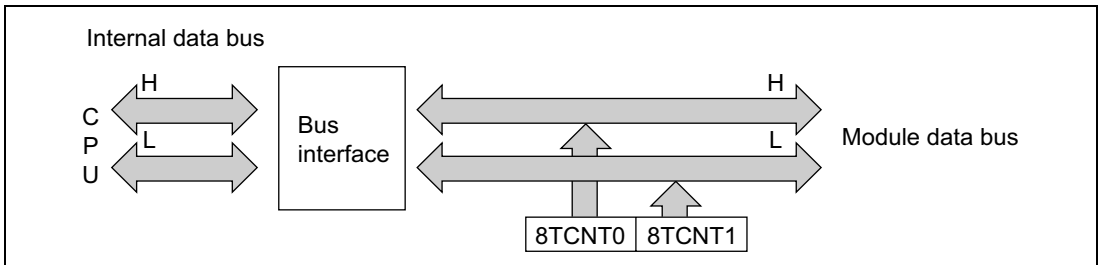 Internal data bus
H
H
C
P
U
L
L
Bus
interface
Module data bus
8TCNT0
8TCNT1